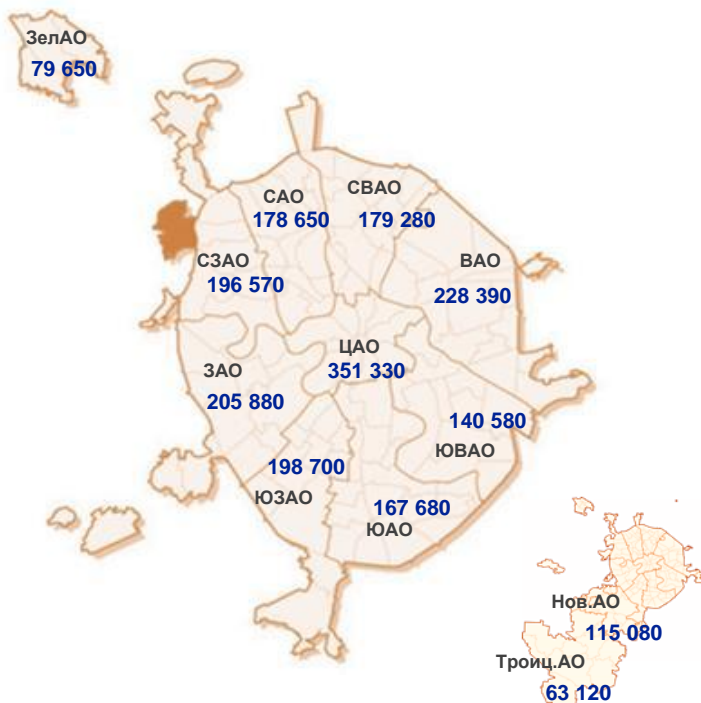 ЗелАО
79 650
САО
178 650
СВАО
179 280
СЗАО
196 570
ВАО
228 390
ЦАО
351 330
ЗАО
205 880
140 580
ЮВАО
198 700
ЮЗАО
167 680
ЮАО
Нов.АО
115 080
Троиц.АО
63 120